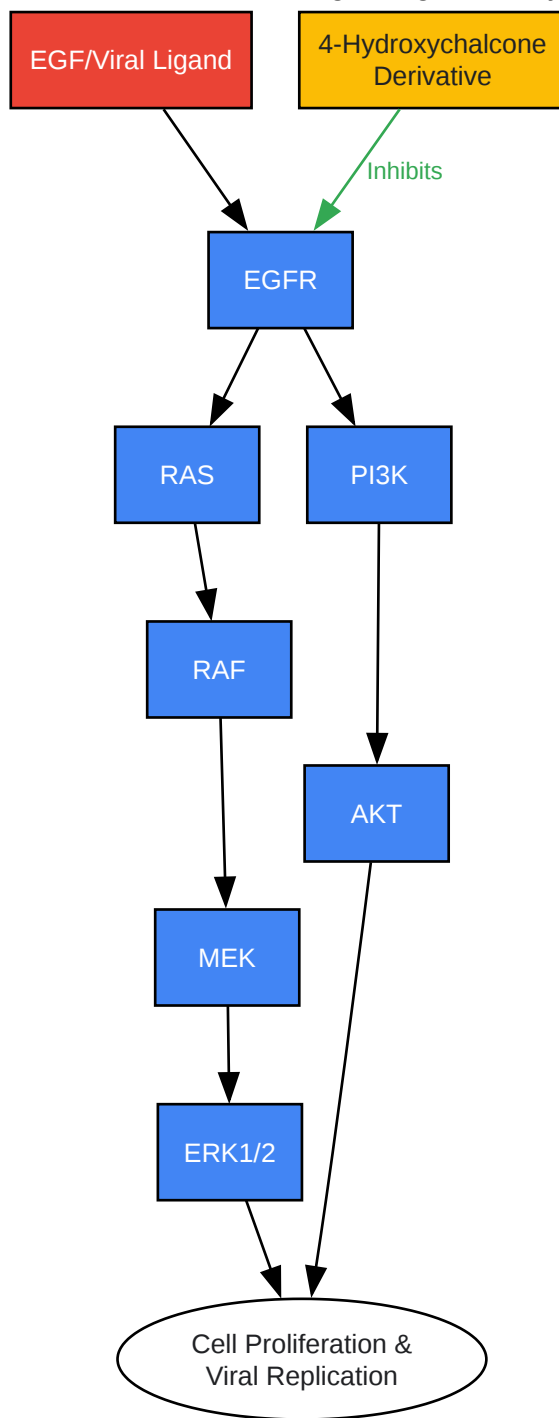 EGF/Viral Ligand
4-Hydroxychalcone
Derivative
Inhibits
EGFR
RAS
PI3K
RAF
AKT
MEK
ERK1/2
Cell Proliferation &
Viral Replication